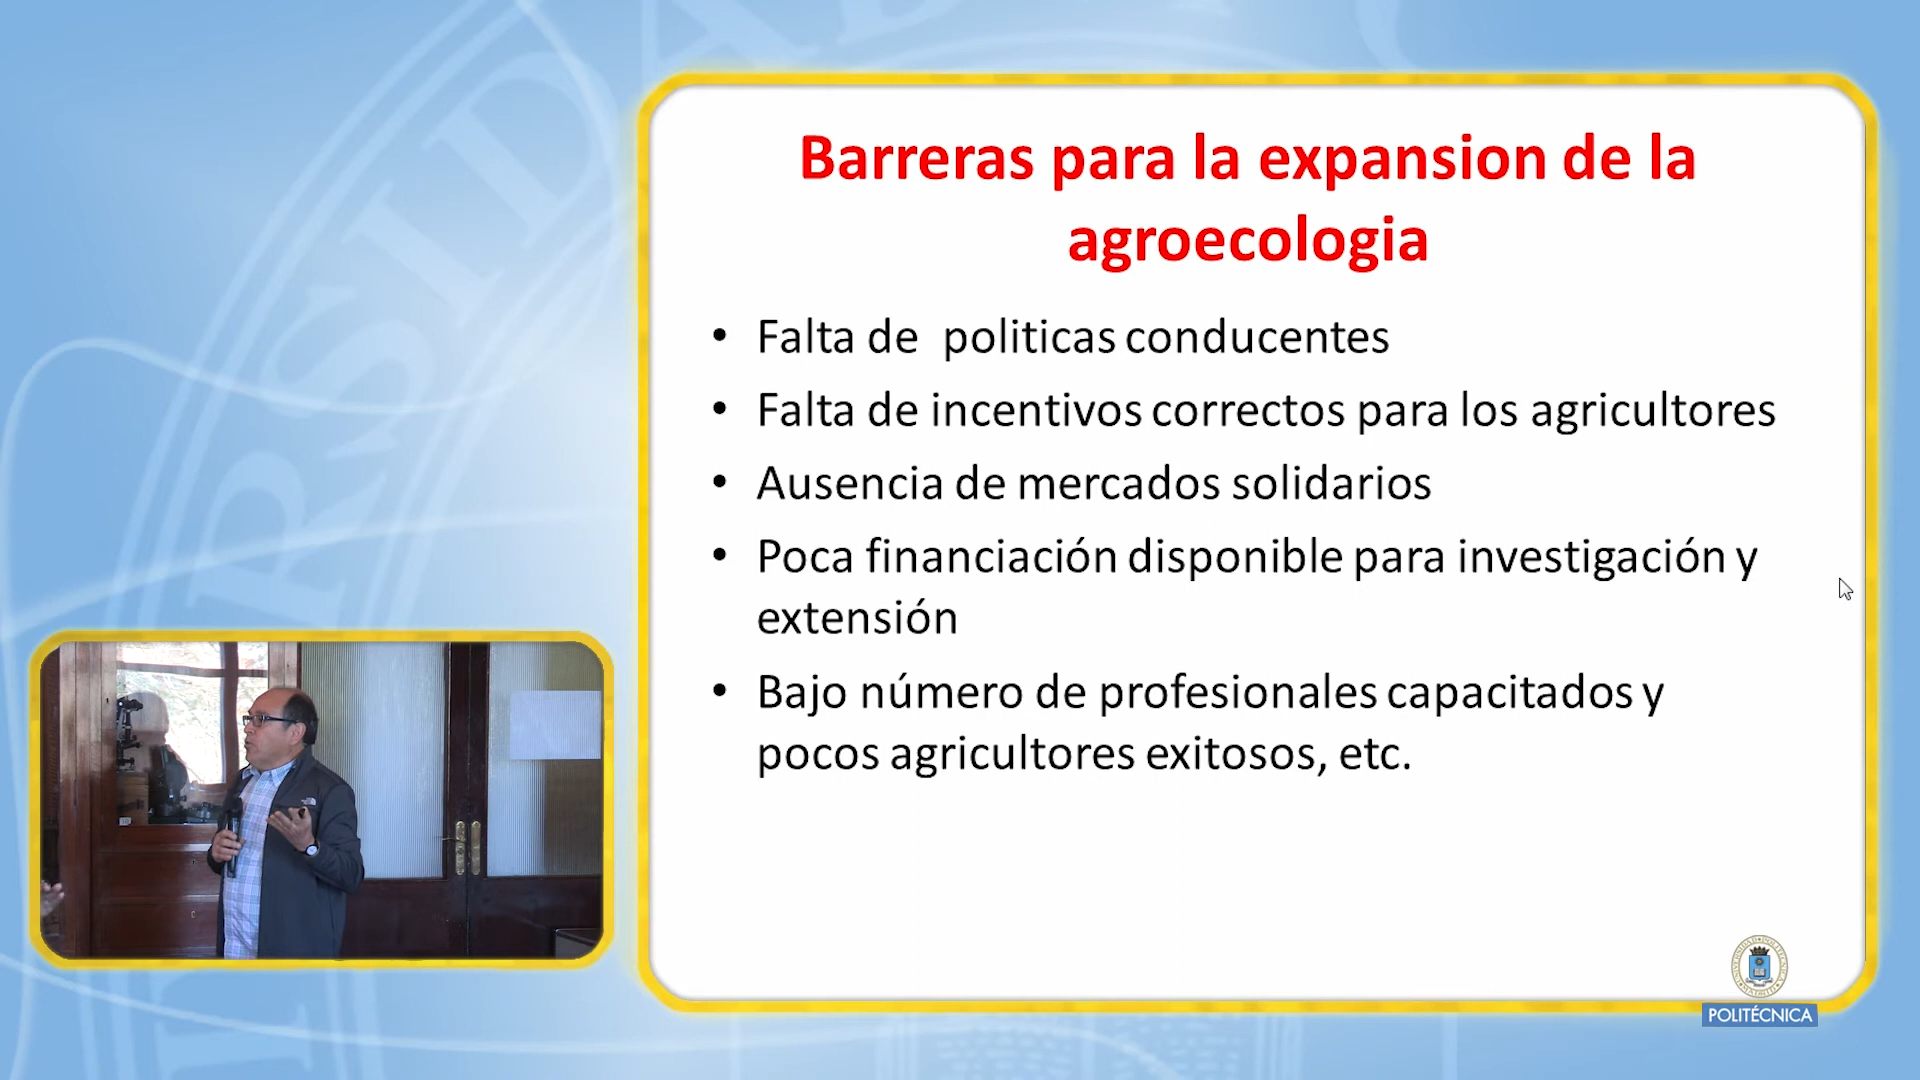 Barreras para la expansion de la
agroecologia
• Falta de politicas conducentes
• Falta de incentivos correctos para los agricultores
• Ausencia de mercados solidarios
• Poca financiación disponible para investigación y
extensión
• Bajo número de profesionales capacitados y
pocos agricultores exitosos, etc.
POLITÉCNICA